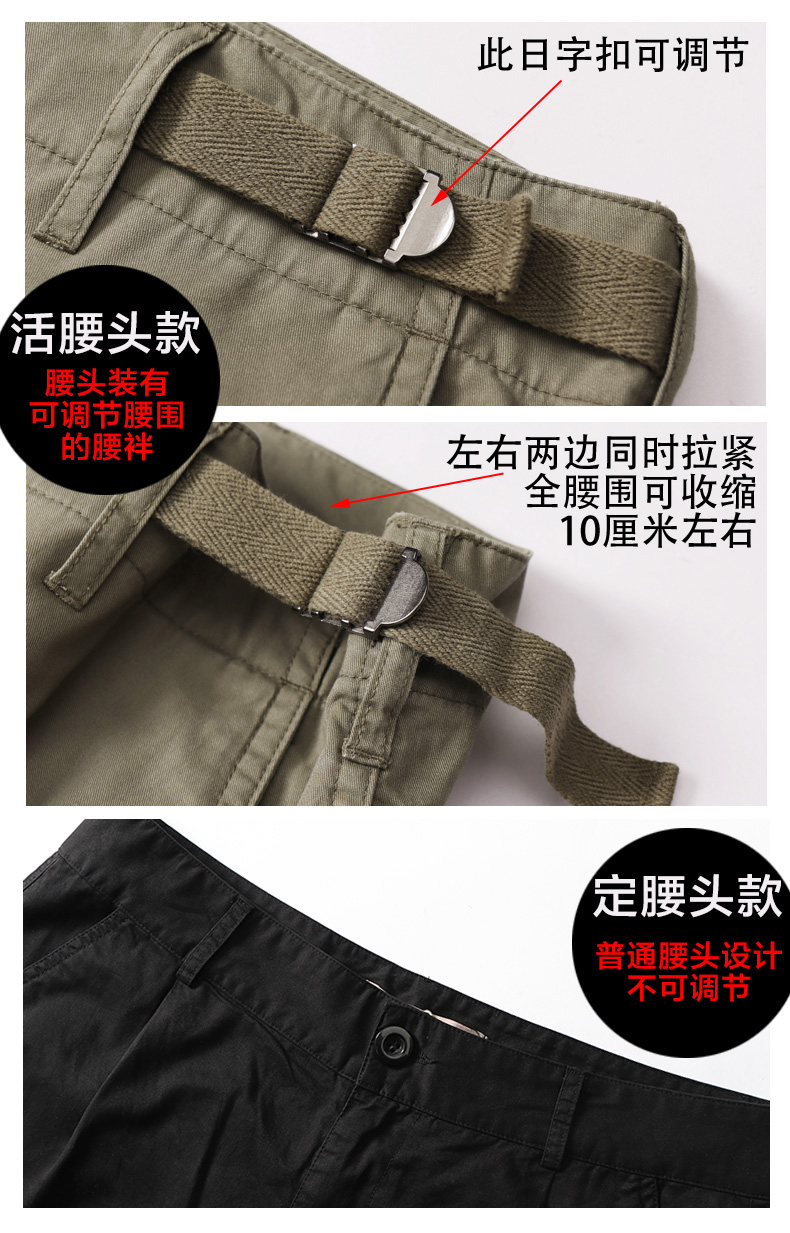 此日字扣可调节
活腰头款
腰头装有
可调节腰围
的腰袢
左右两边同时拉紧
全腰围可收缩
10厘米左右
定腰头款
普通腰头设计
不可调节